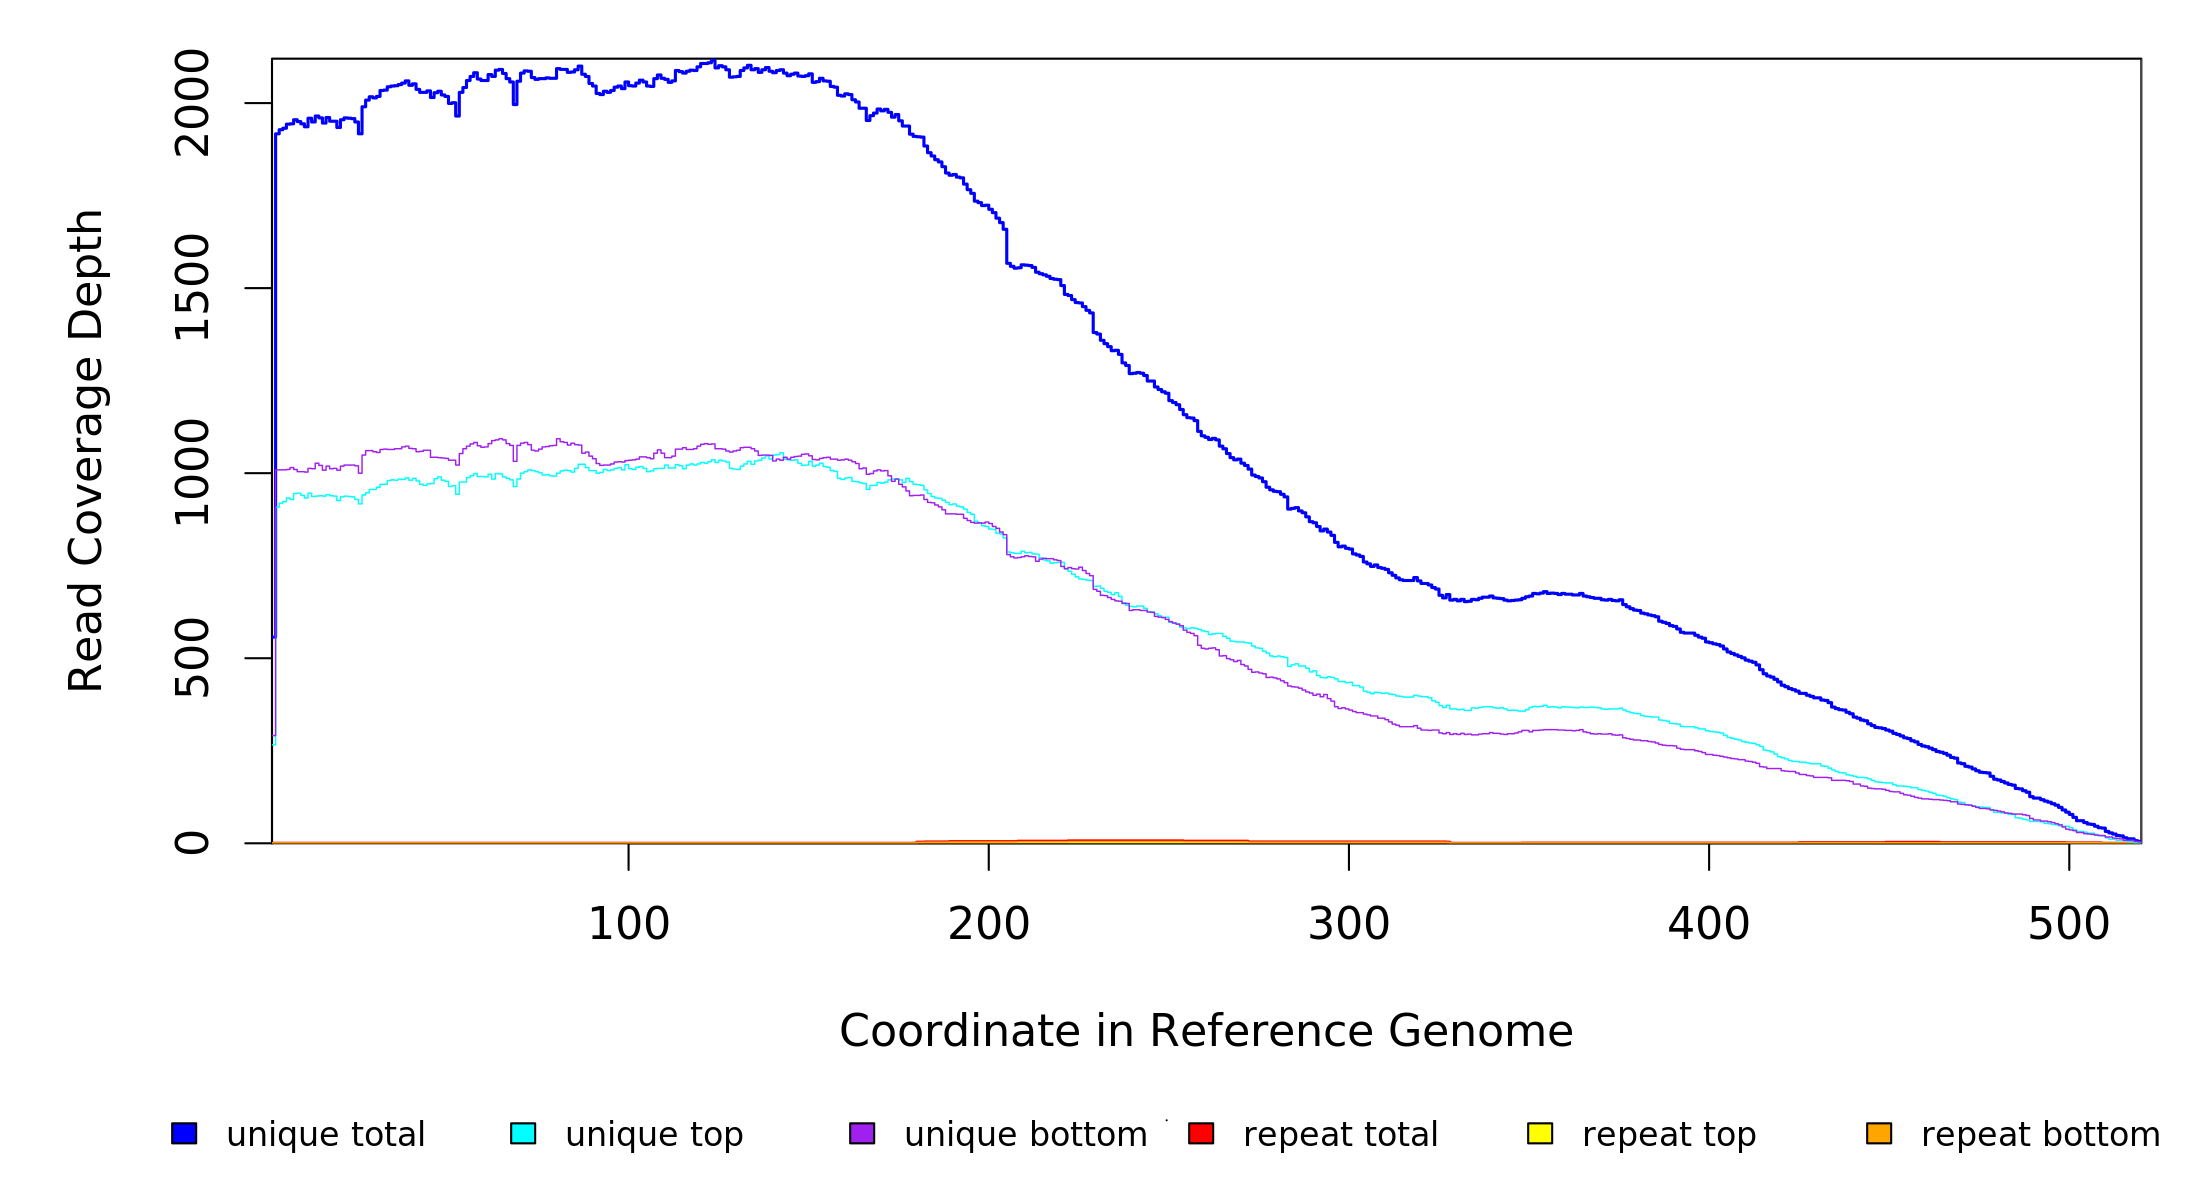 Read Coverage Depth
2000
1500
1000
500
0
100 200 300 400 500
Coordinate in Reference Genome
unique total unique top unique bottom repeat total repeat top repeat bottom